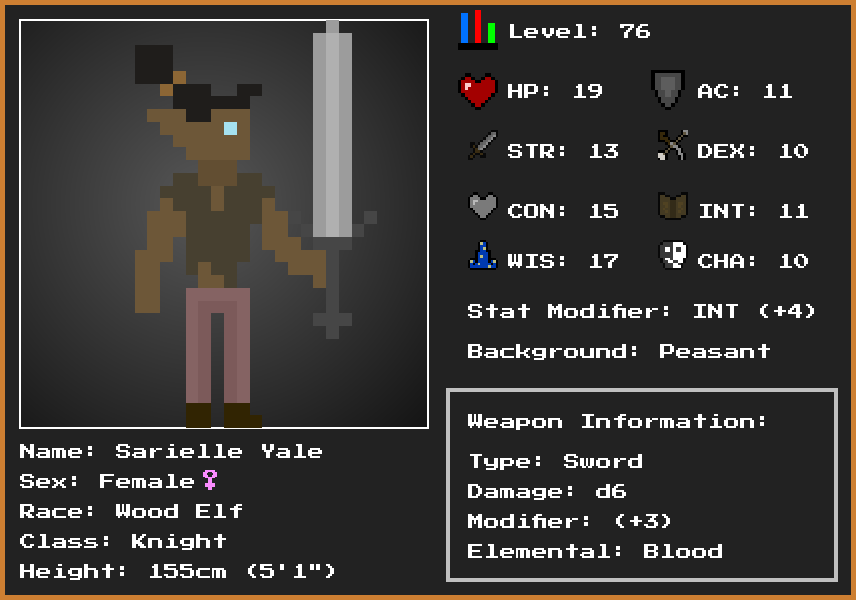 Level: 76
HP: 19
AC: 11
STR: 13
DEX: 10
CON: 15
INT: 11
WIS: 17
CHA: 10
Stat Modifier: INT (+4)
Background: Peasant
Name: Sarielle Yale
Sex: Female♀
Race: Wood Elf
Class: Knight
Height: 155cm (5'1")
Weapon Information:
Type: Sword
Damage: d6
Modifier: (+3)
Elemental: Blood